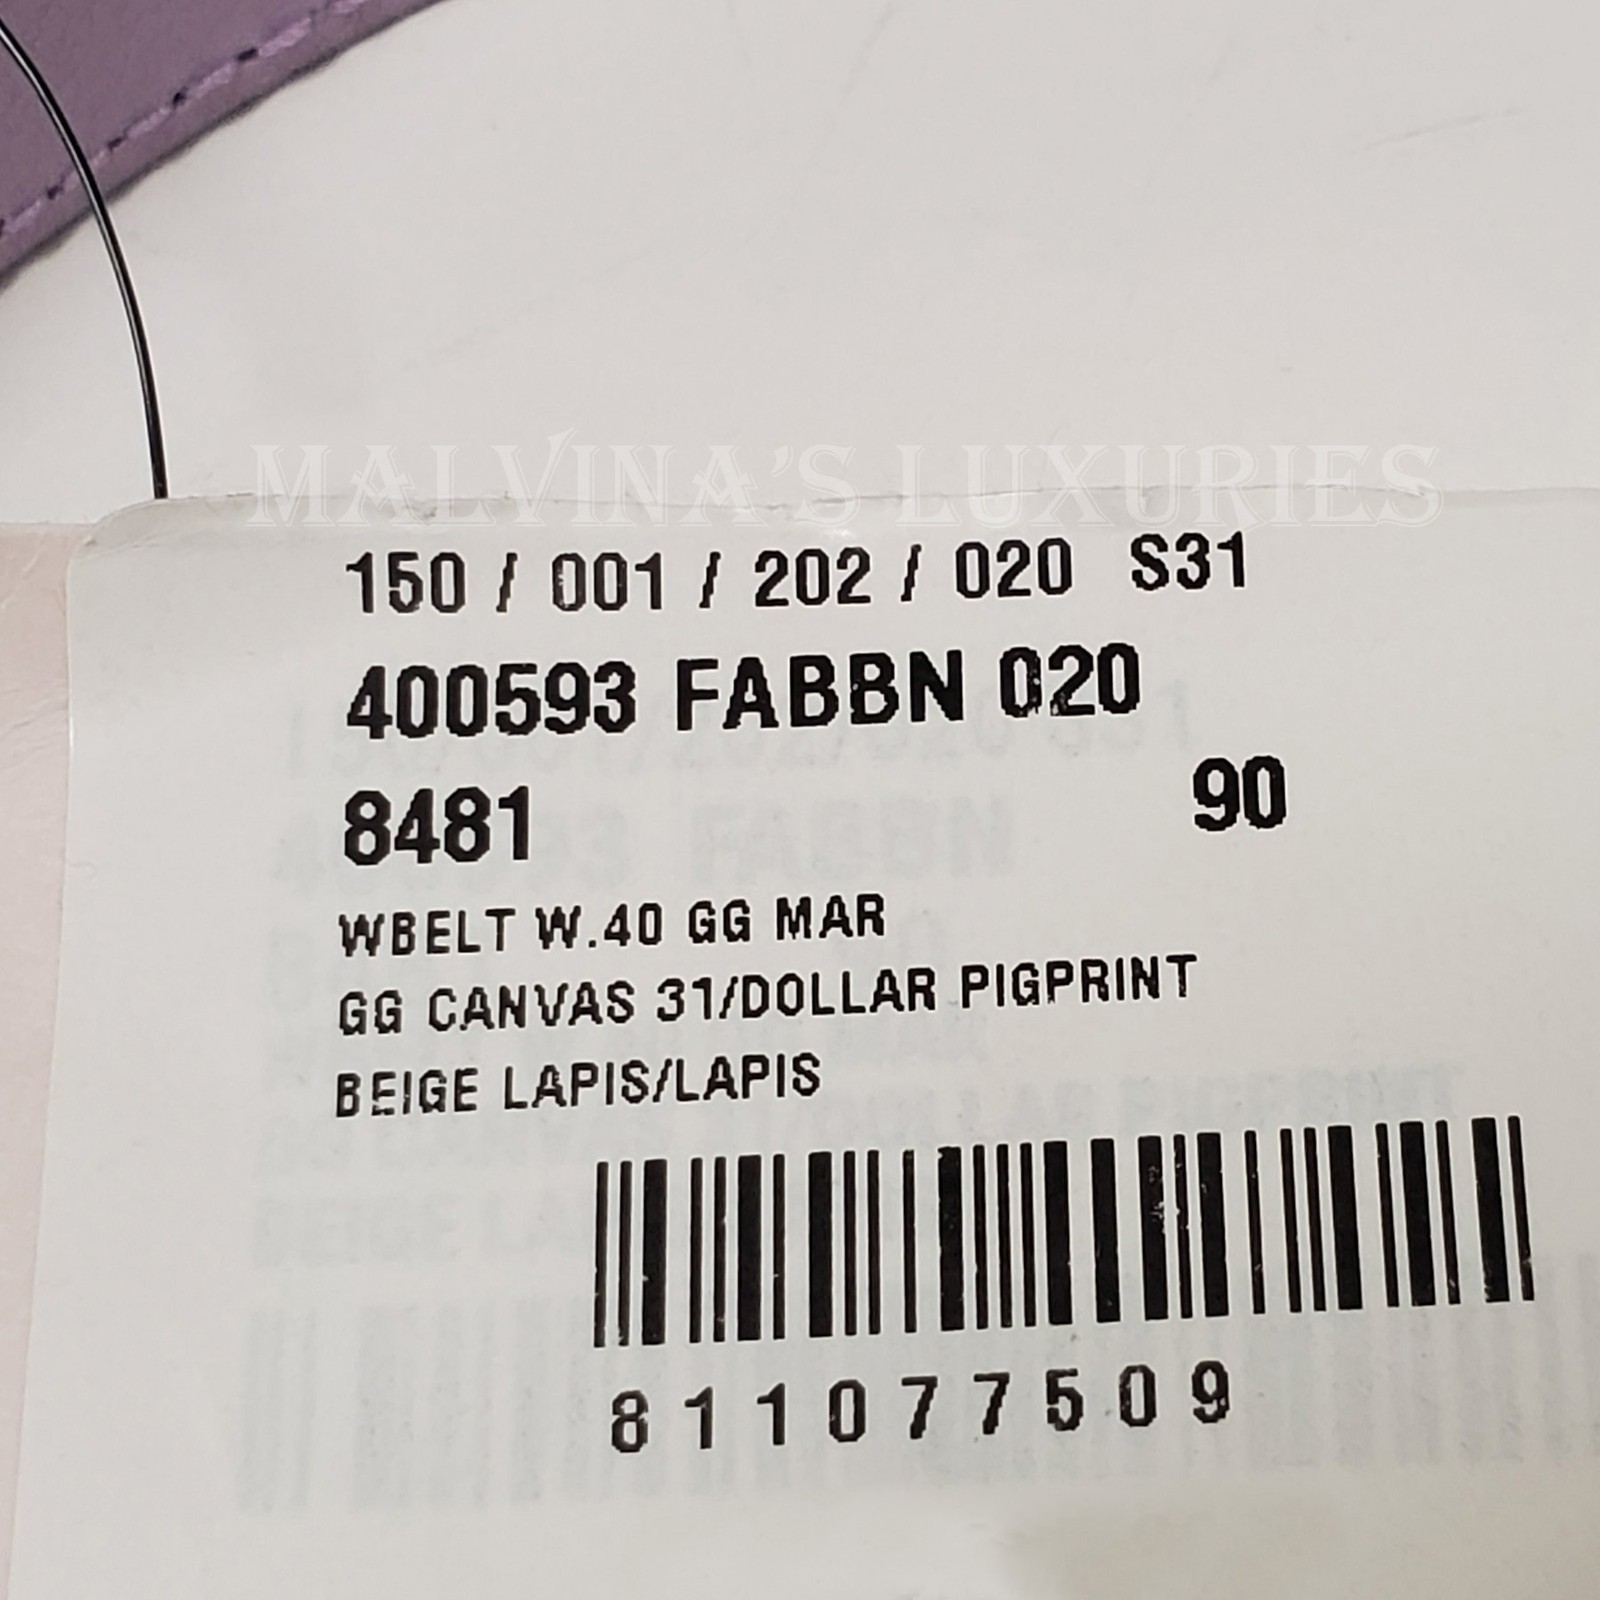 MALVINA'S LUXURIES
150 / 001 / 202 / 020 S31
400593 FABBN 020
8481 90
WBELT W.40 GG MAR
GG CANVAS 31/DOLLAR PIGPRINT
BEIGE LAPIS/LAPIS
811077509